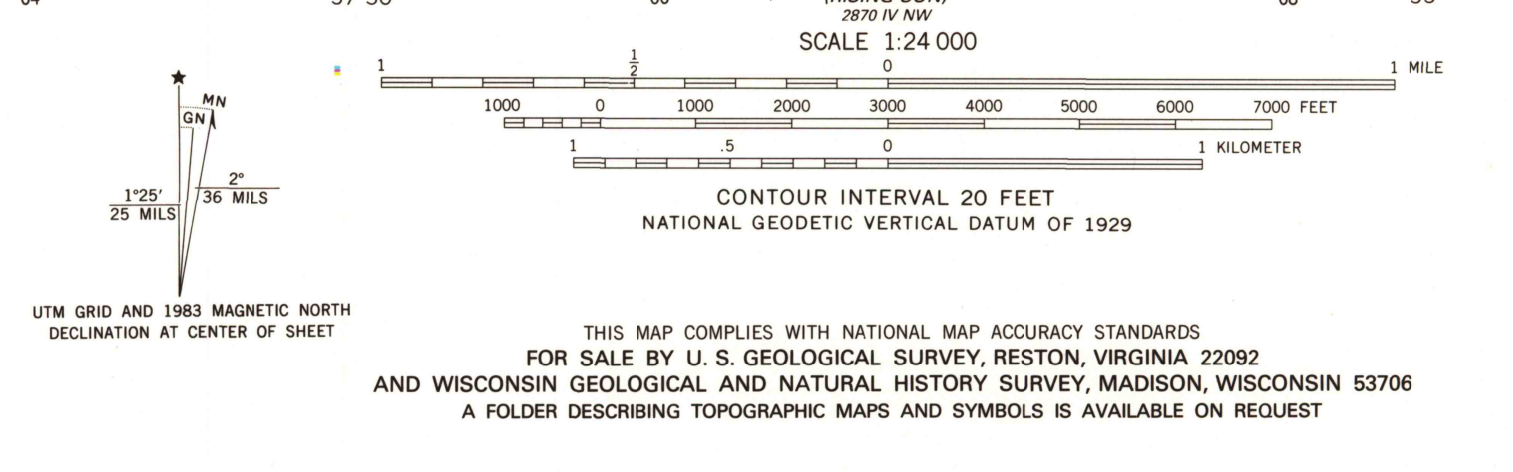 2870 IV NW
SCALE 1:24 000
1 1/2 0 1 MILE
1000 0 1000 2000 3000 4000 5000 6000 7000 FEET
1 .5 0 1 KILOMETER
CONTOUR INTERVAL 20 FEET
NATIONAL GEODETIC VERTICAL DATUM OF 1929
MN
GN
1°25′
25 MILS
2°
36 MILS
UTM GRID AND 1983 MAGNETIC NORTH
DECLINATION AT CENTER OF SHEET
THIS MAP COMPLIES WITH NATIONAL MAP ACCURACY STANDARDS
FOR SALE BY U. S. GEOLOGICAL SURVEY, RESTON, VIRGINIA 22092
AND WISCONSIN GEOLOGICAL AND NATURAL HISTORY SURVEY, MADISON, WISCONSIN 53706
A FOLDER DESCRIBING TOPOGRAPHIC MAPS AND SYMBOLS IS AVAILABLE ON REQUEST